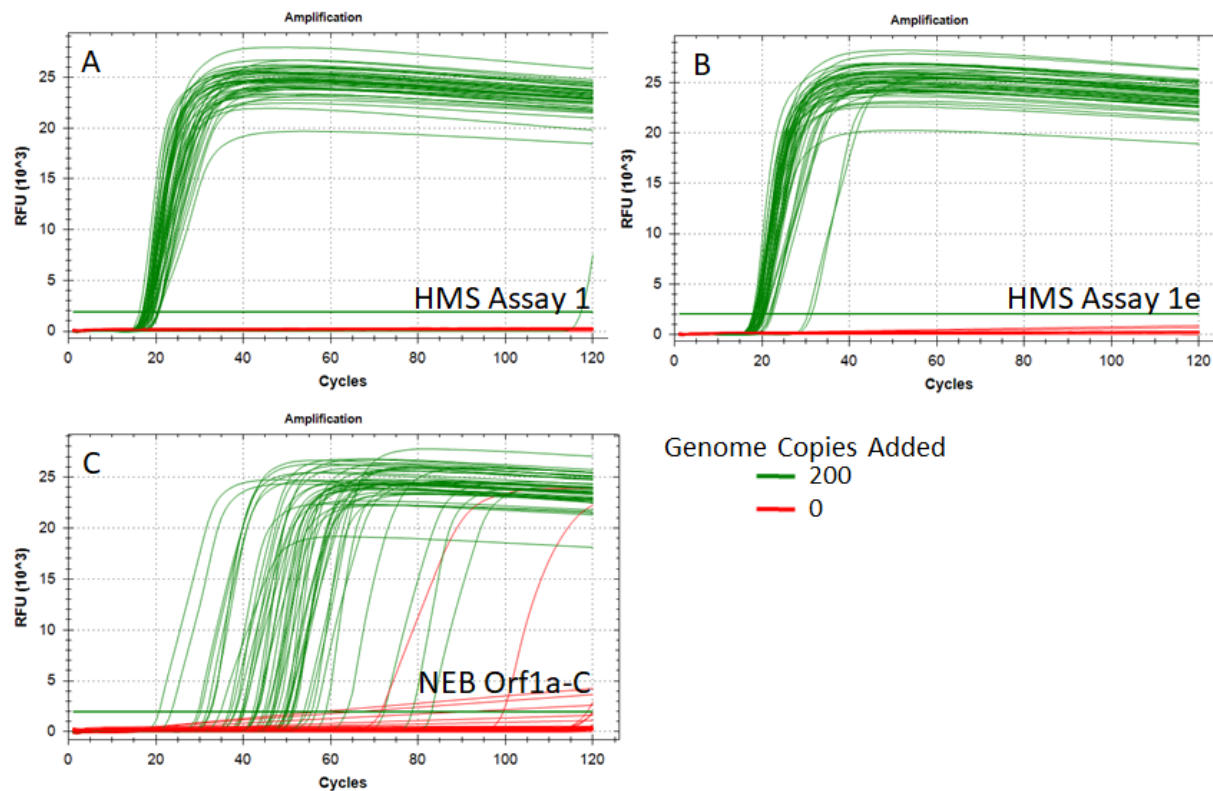 Amplification
A
RFU (10^3)
25
20
15
10
5
0
HMS Assay 1
0 20 40 60 80 100 120
Cycles
Amplification
B
RFU (10^3)
25
20
15
10
5
0
HMS Assay 1e
0 20 40 60 80 100 120
Cycles
Amplification
C
RFU (10^3)
25
20
15
10
5
0
NEB Orf1a-C
0 20 40 60 80 100 120
Cycles
Genome Copies Added
200
0